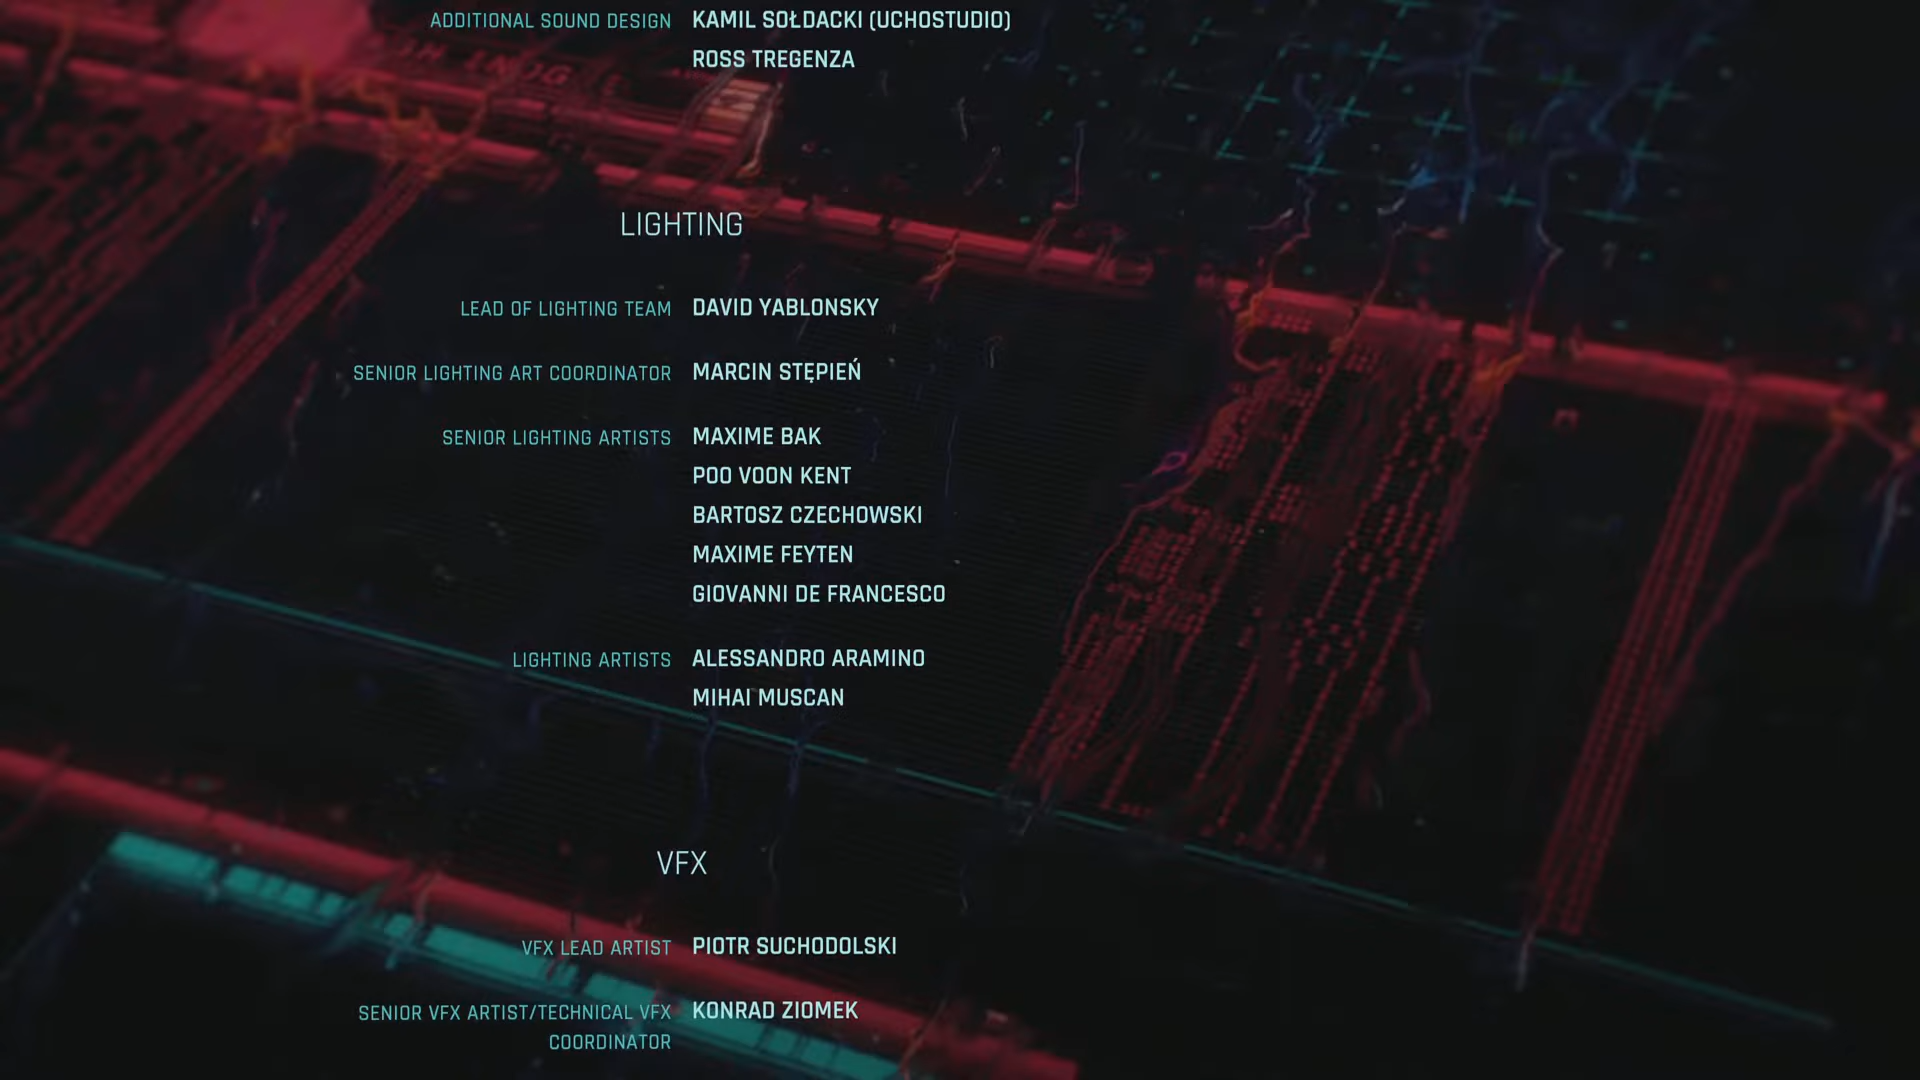 ADDITIONAL SOUND DESIGN KAMIL SOŁDACKI (UCHOSTUDIO)
ROSS TREGENZA
LIGHTING
LEAD OF LIGHTING TEAM DAVID YABLONSKY
SENIOR LIGHTING ART COORDINATOR MARCIN STĘPIEŃ
SENIOR LIGHTING ARTISTS MAXIME BAK
POO VOON KENT
BARTOSZ CZECHOWSKI
MAXIME FEYTEN
GIOVANNI DE FRANCESCO
LIGHTING ARTISTS ALESSANDRO ARAMINO
MIHAI MUSCAN
VFX
VFX LEAD ARTIST PIOTR SUCHODOLSKI
SENIOR VFX ARTIST/TECHNICAL VFX KONRAD ZIOMEK
COORDINATOR